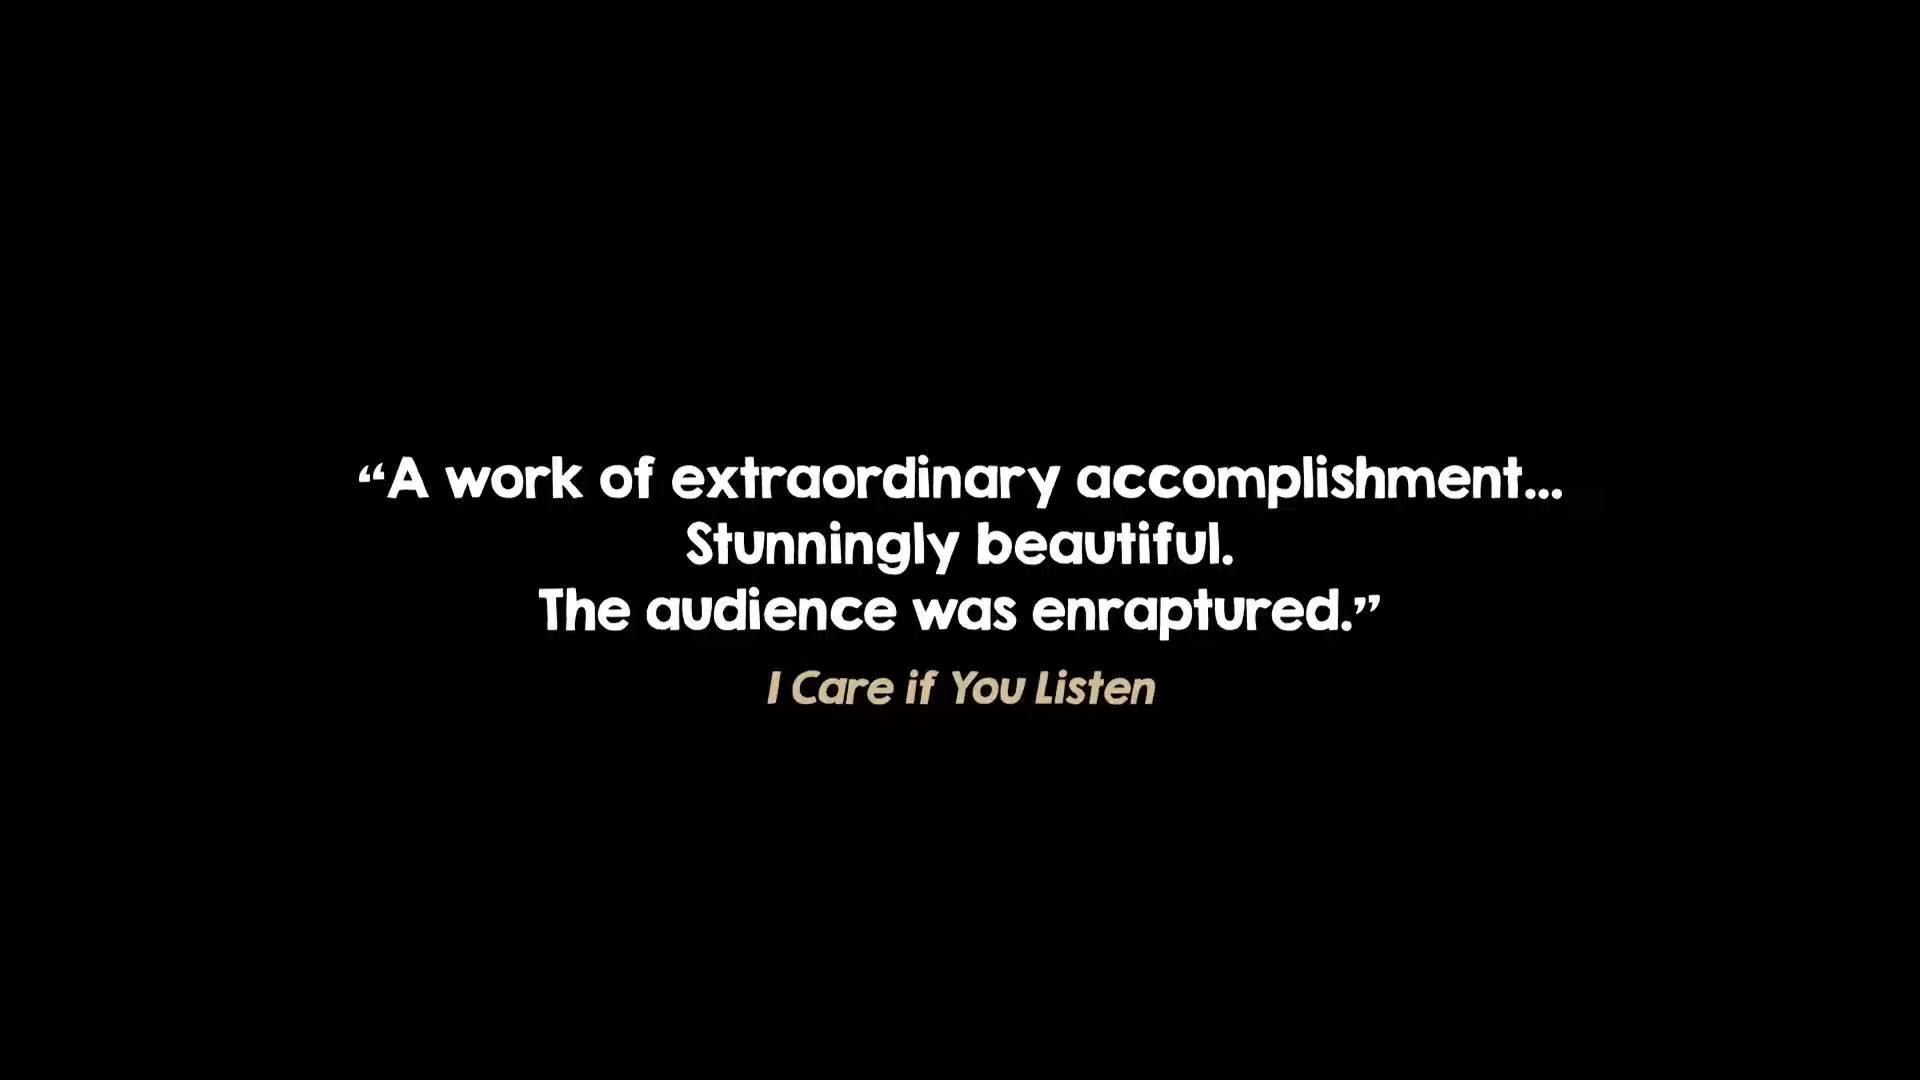 “A work of extraordinary accomplishment...
Stunningly beautiful.
The audience was enraptured.”
I Care if You Listen